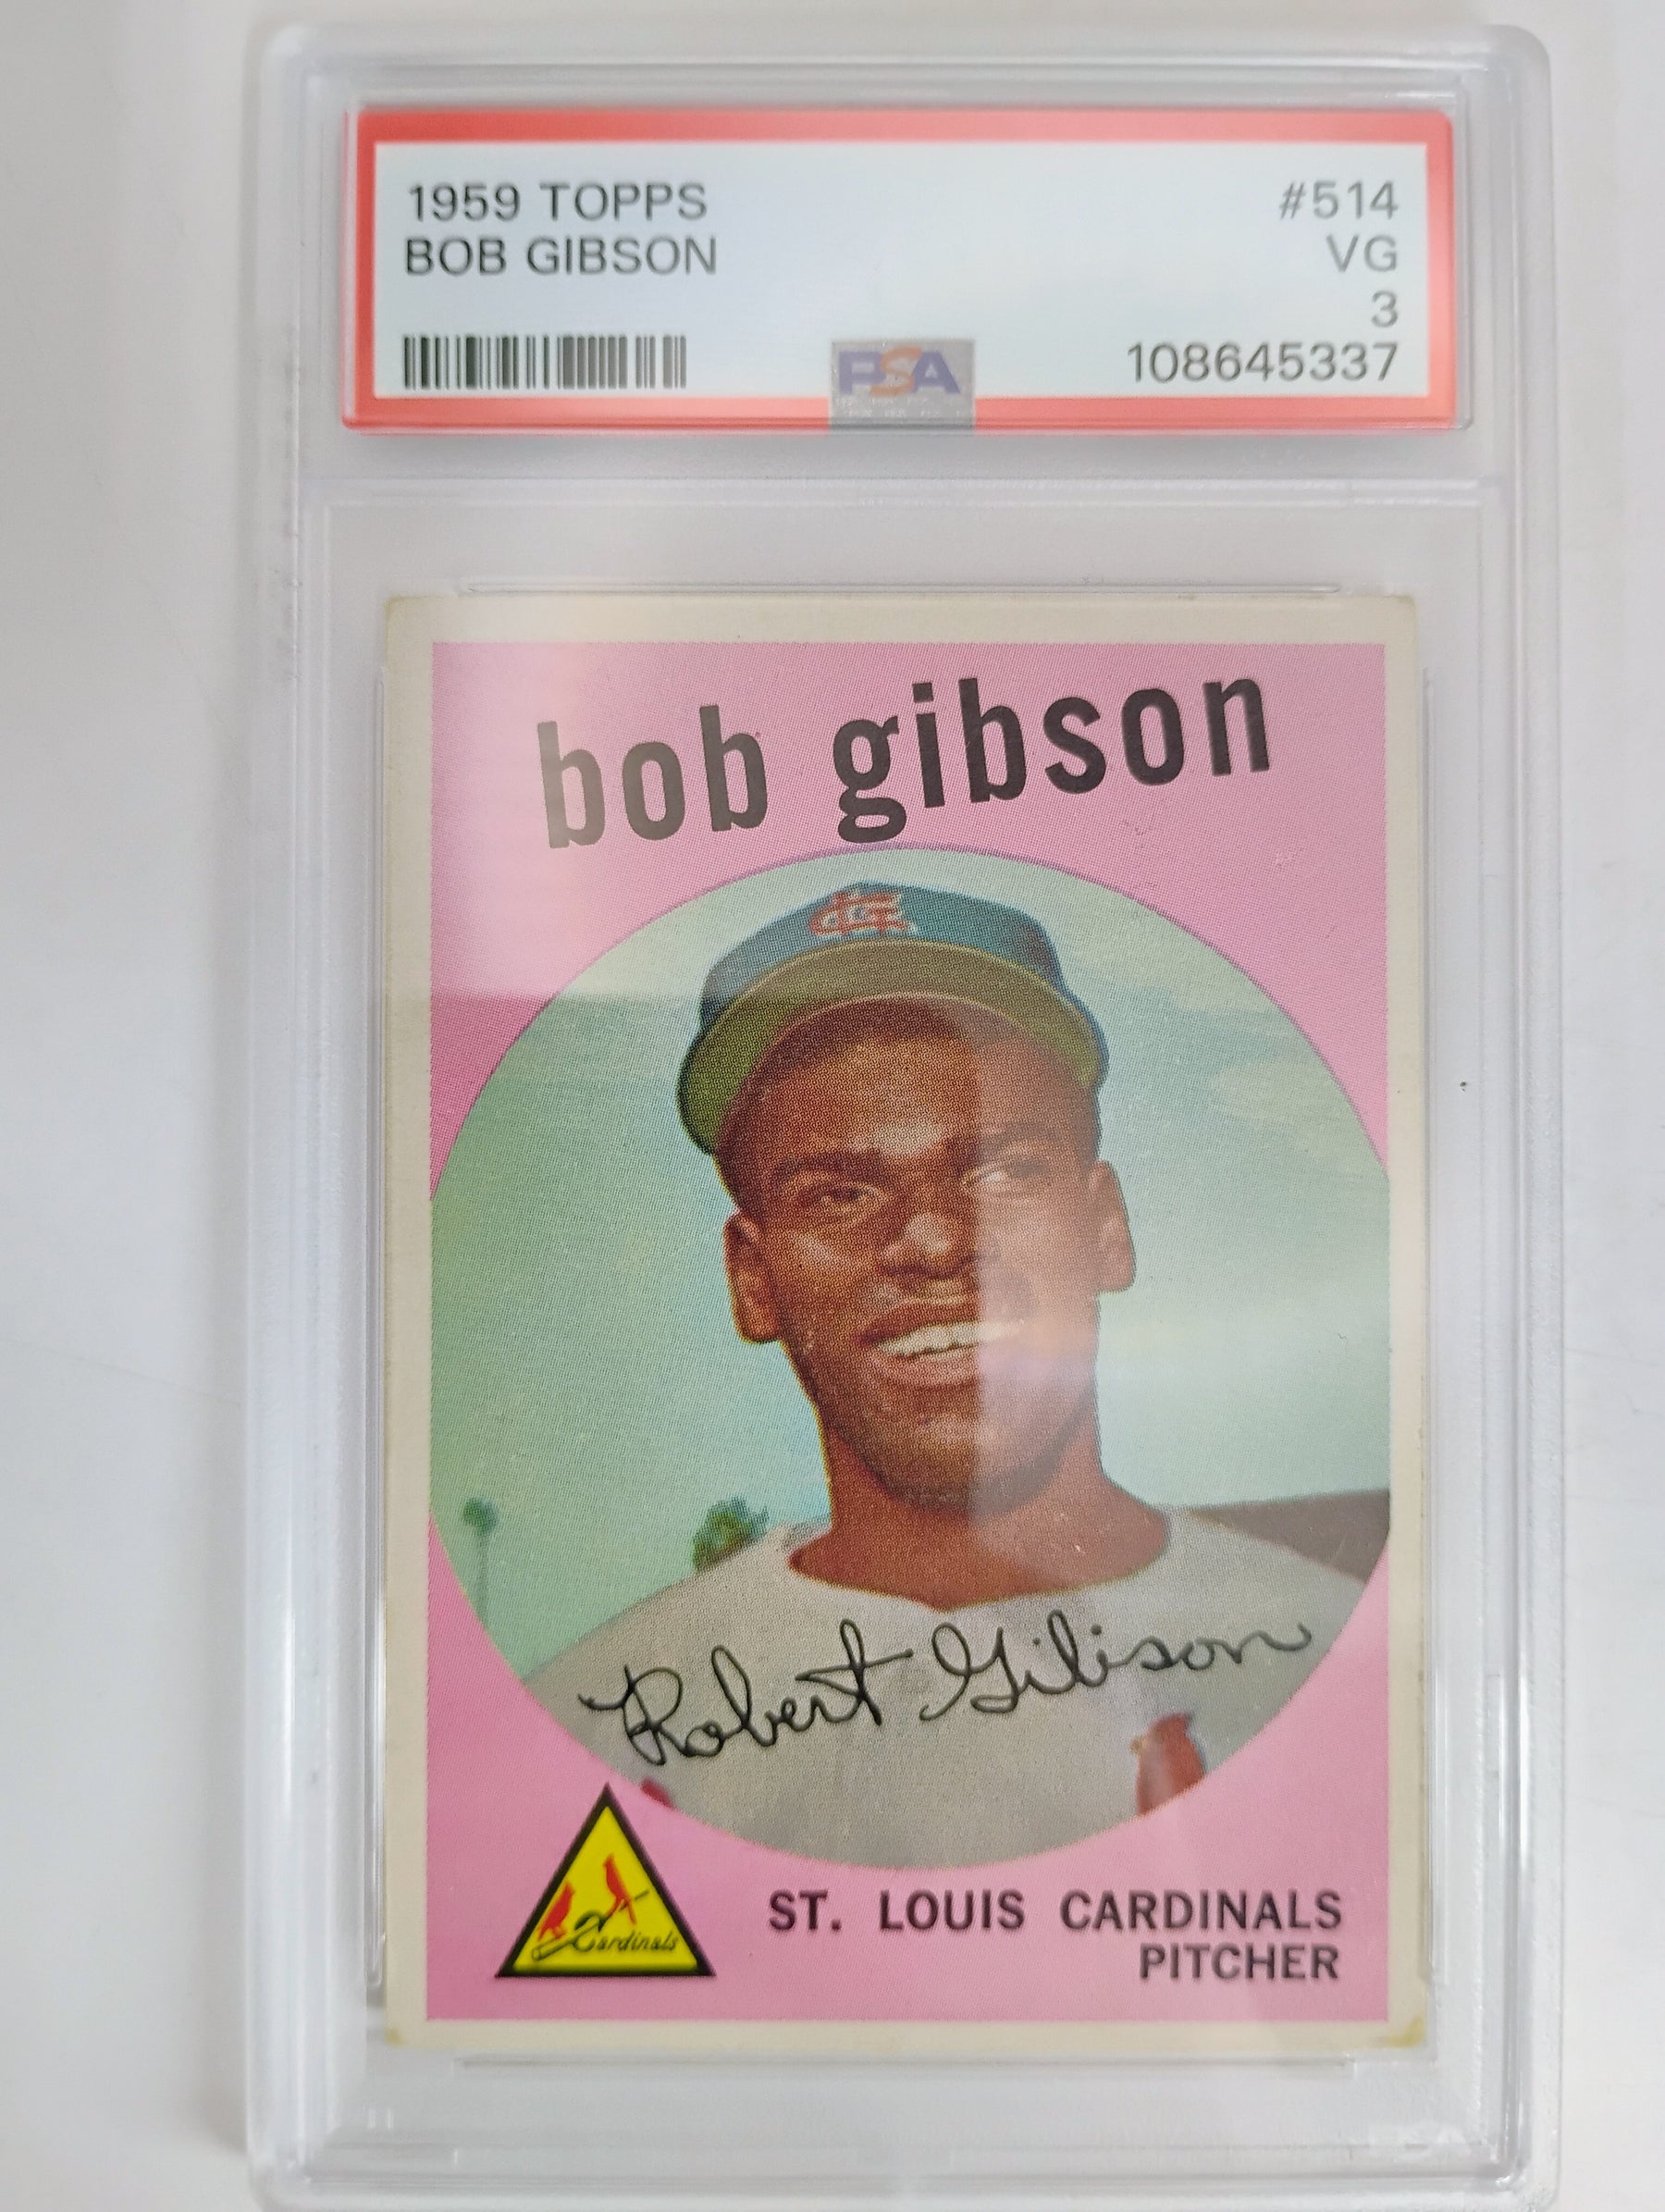 1959 TOPPS #514
BOB GIBSON VG
3
PSA 108645337
bob gibson
Robert Gibson
Cardinals
ST. LOUIS CARDINALS
PITCHER